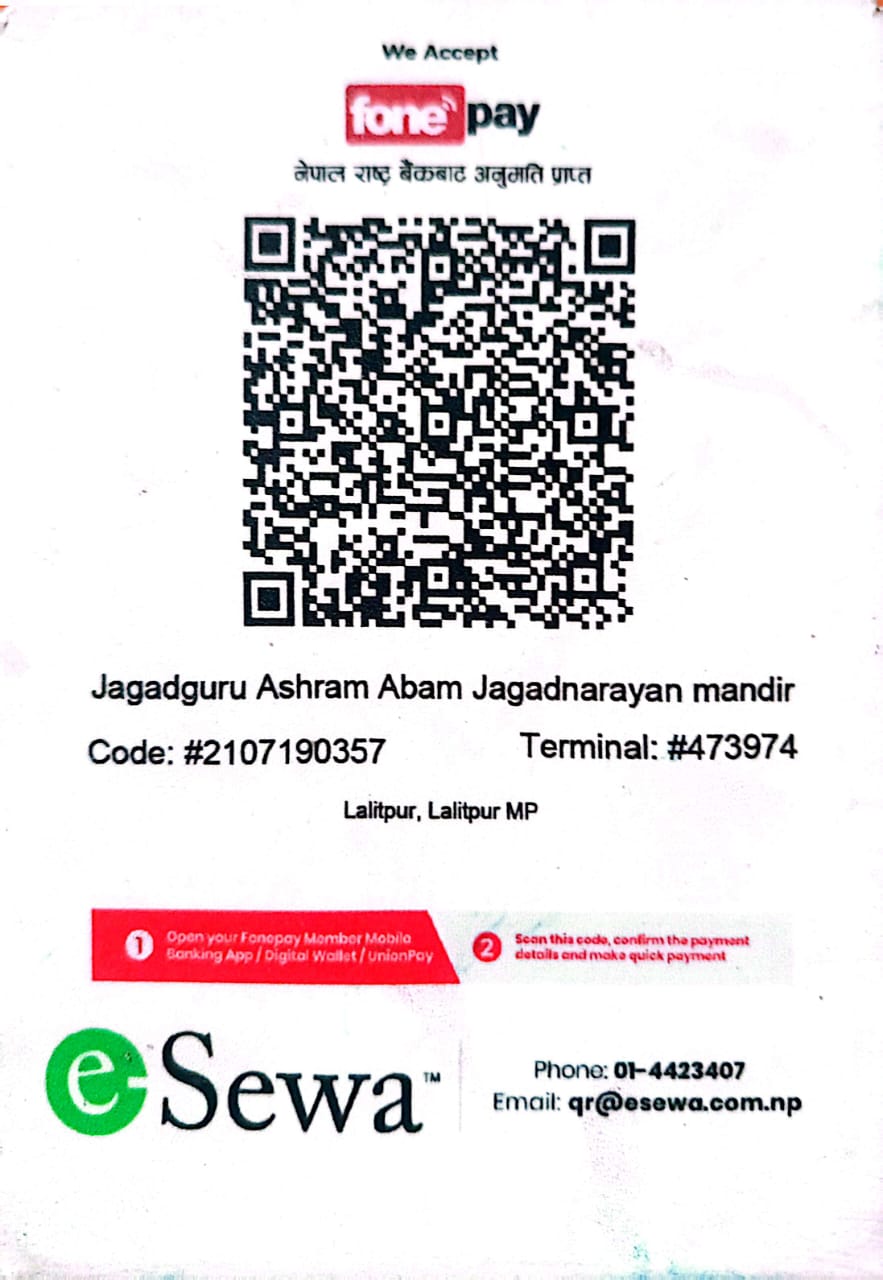 We Accept
fonepay
नेपाल राष्ट्र बैंकबाट अनुमति प्राप्त
Jagadguru Ashram Abam Jagadnarayan mandir
Code: #2107190357
Terminal: #473974
Lalitpur, Lalitpur MP
1 Open your Fonepay Member Mobile
Banking App / Digital Wallet / UnionPay
2 Scan this code, confirm the payment
details and make quick payment
eSewa™
Phone: 01-4423407
Email: qr@esewa.com.np